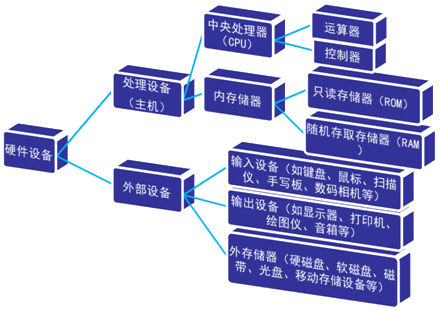 中央处理器
（CPU）
运算器
控制器
处理设备
（主机）
内存储器
只读存储器（ROM）
随机存取存储器（RAM
）
硬件设备
外部设备
输入设备（如键盘、鼠标、扫描
仪、手写板、数码相机等）
输出设备（如显示器、打印机、
绘图仪、音箱等）
外存储器（硬磁盘、软磁盘、磁
带、光盘、移动存储设备等）